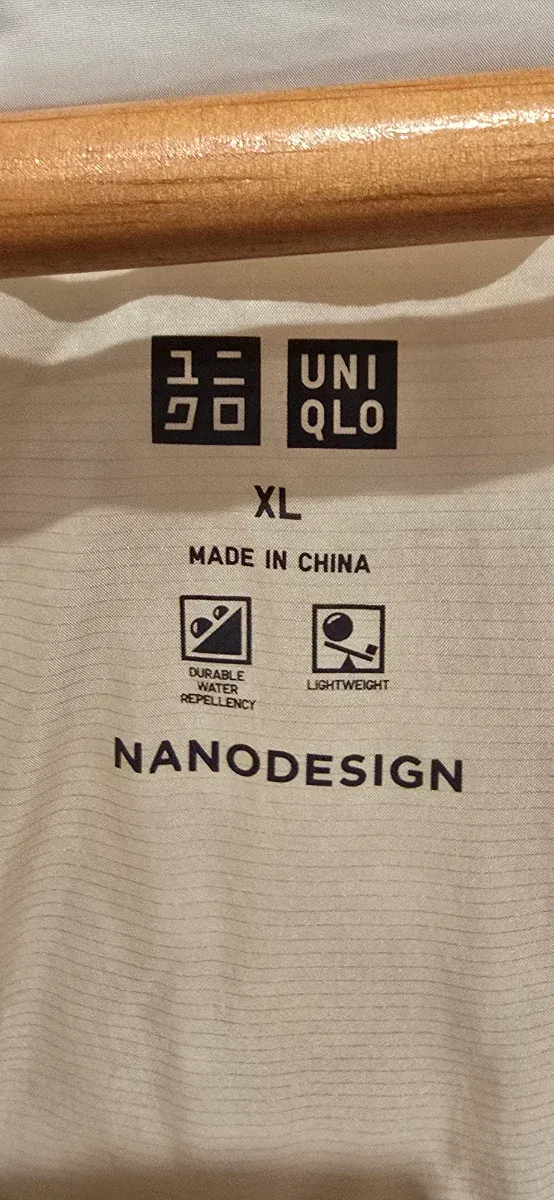 ユニ
クロ
UNI
QLO
XL
MADE IN CHINA
DURABLE
WATER
REPELLENCY
LIGHTWEIGHT
NANODESIGN